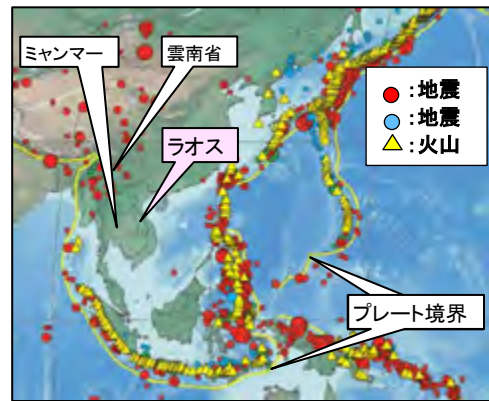 ミャンマー
雲南省
ラオス
：地震
：地震
：火山
プレート境界